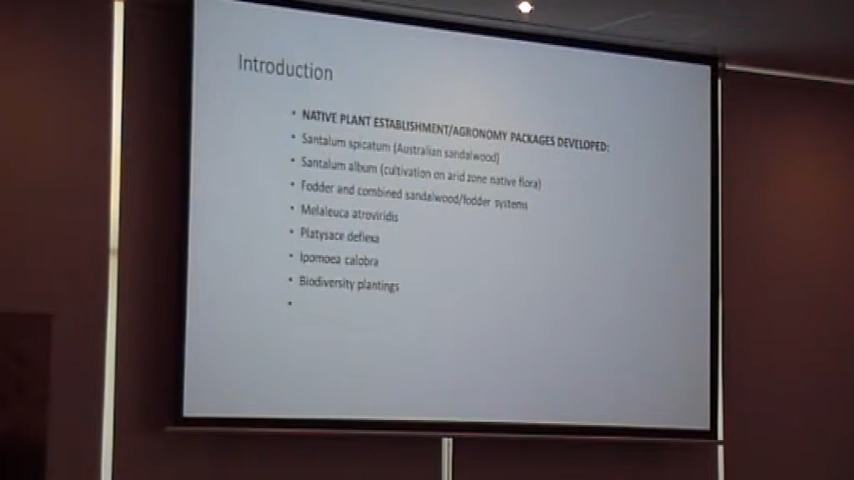 Introduction
• NATIVE PLANT ESTABLISHMENT/AGRONOMY PACKAGES DEVELOPED:
• Santalum spicatum (Australian sandalwood)
• Santalum album (cultivation on arid zone native flora)
• Fodder and combined sandalwood/fodder systems
• Melaleuca atroviridis
• Platysace deflexa
• Ipomoea calobra
• Biodiversity plantings
•